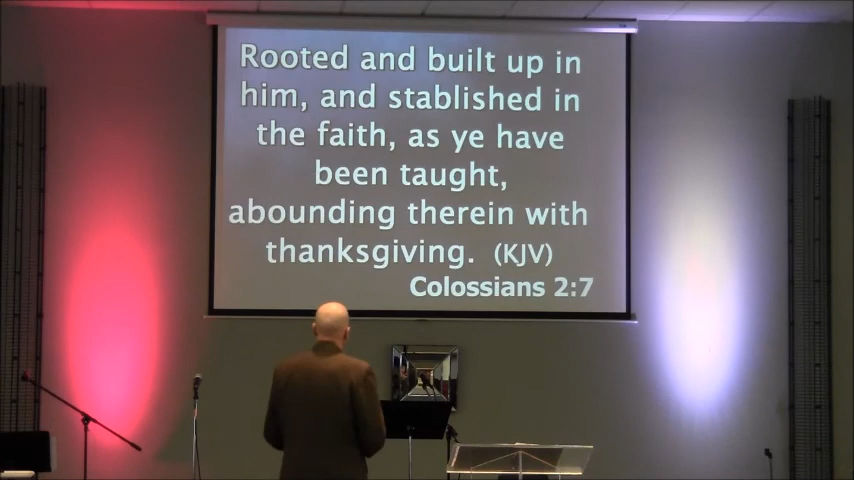 Rooted and built up in
him, and stablished in
the faith, as ye have
been taught,
abounding therein with
thanksgiving. (KJV)
Colossians 2:7